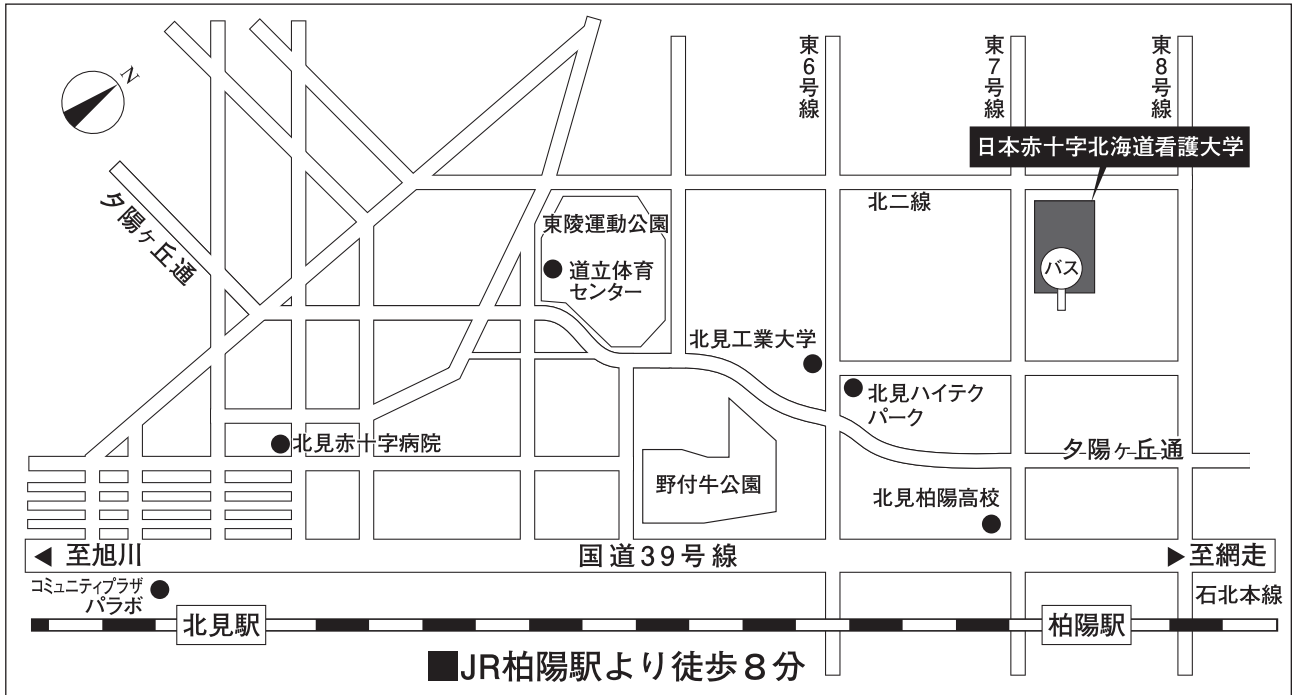 N
東6号線
東7号線
東8号線
日本赤十字北海道看護大学
夕陽ヶ丘通
北二線
東陵運動公園
道立体育
センター
バス
北見工業大学
北見ハイテク
パーク
北見赤十字病院
夕陽ヶ丘通
野付牛公園
北見柏陽高校
◀ 至旭川
国道39号線
▶至網走
コミュニティプラザ
パラボ
石北本線
北見駅
柏陽駅
■JR柏陽駅より徒歩8分